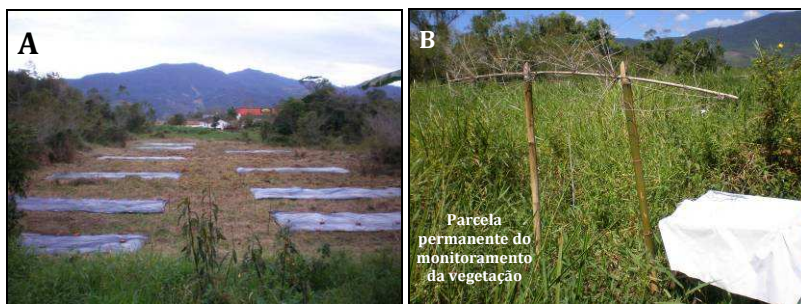 A
B
Parcela
permanente do
monitoramento
da vegetação